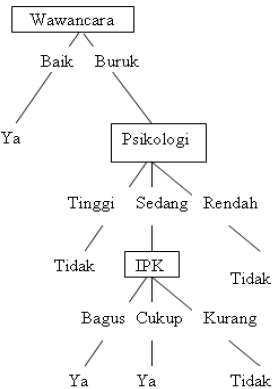 Wawancara
Baik Buruk
Ya
Psikologi
Tinggi Sedang Rendah
Tidak
IPK
Tidak
Bagus Cukup Kurang
Ya Ya Tidak